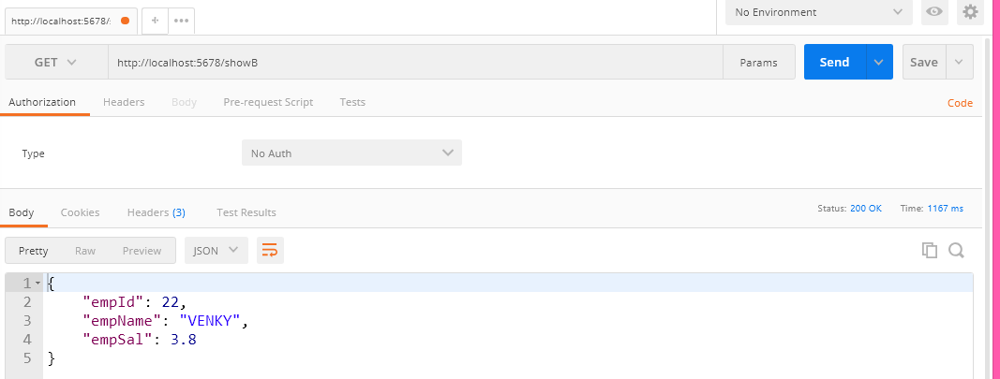 http://localhost:5678/s
No Environment
GET http://localhost:5678/showB Params Send Save
Authorization Headers Body Pre-request Script Tests Code
Type No Auth
Body Cookies Headers (3) Test Results Status: 200 OK Time: 1167 ms
Pretty Raw Preview JSON
1 {
2 "empId": 22,
3 "empName": "VENKY",
4 "empSal": 3.8
5 }